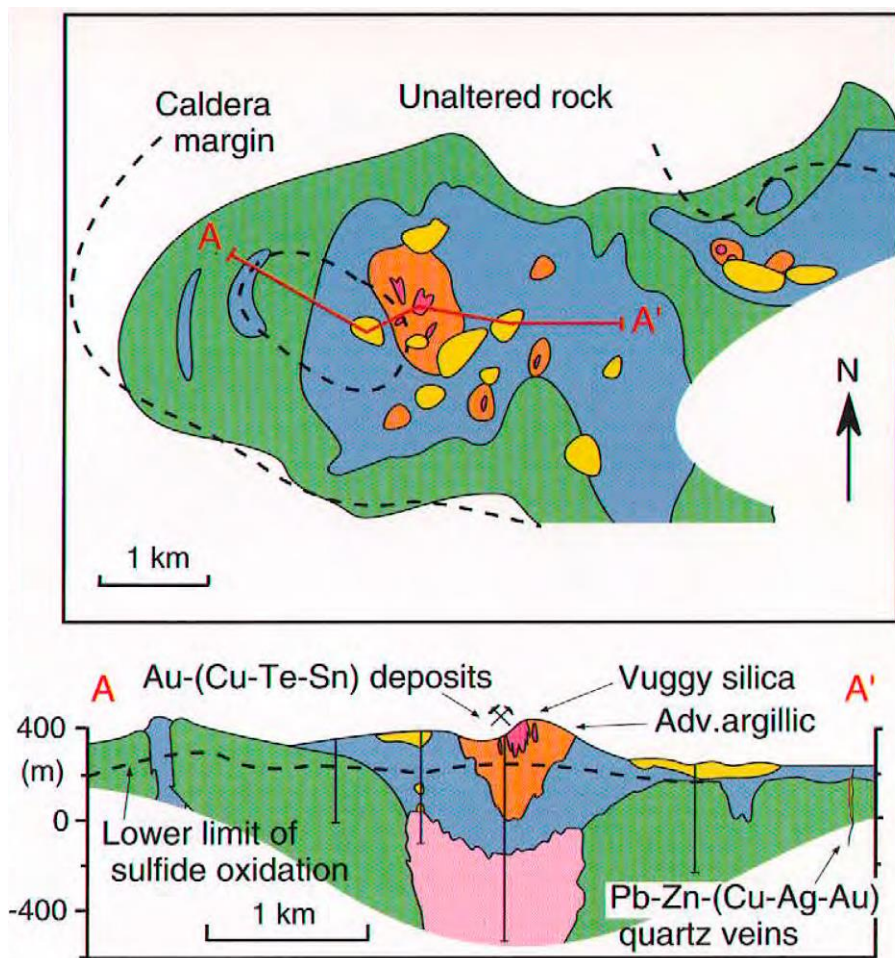 Caldera
margin
Unaltered rock
A
A'
N
1 km
A
Au-(Cu-Te-Sn) deposits
Vuggy silica
A'
Adv.argillic
400
(m)
200
0
-400
Lower limit of
sulfide oxidation
1 km
Pb-Zn-(Cu-Ag-Au)
quartz veins